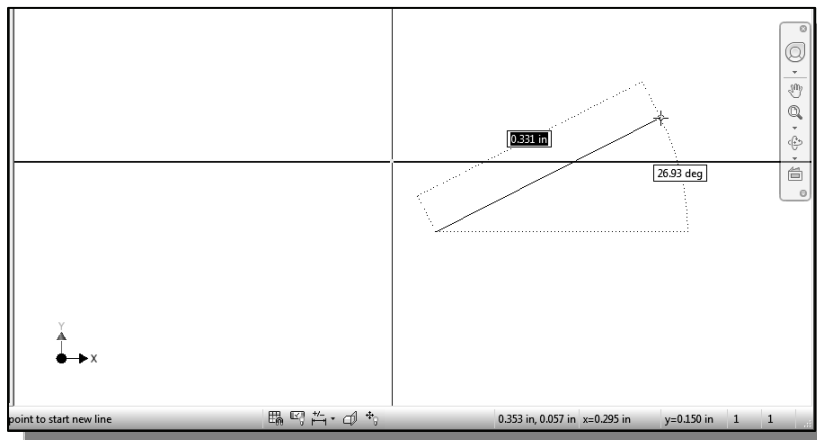 0.331 in
26.93 deg
Y
X
point to start new line
+/-
0.353 in, 0.057 in x=0.295 in y=0.150 in 1 1